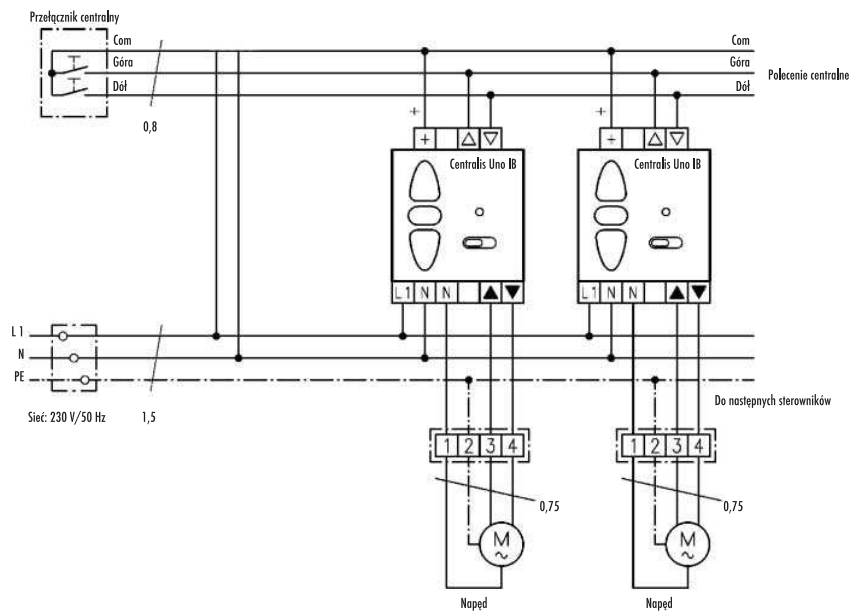 Przełącznik centralny
Com
Com
Góra
Dół
Polecenie centralne
0,8
+
+
+
+
Centralis Uno IB
Centralis Uno IB
L1 N N
L1 N N
L 1
N
PE
Sieć: 230 V/50 Hz
1,5
Do następnych sterowników
1 2 3 4
1 2 3 4
0,75
0,75
M
~
M
~
Napęd
Napęd
Góra
Dół